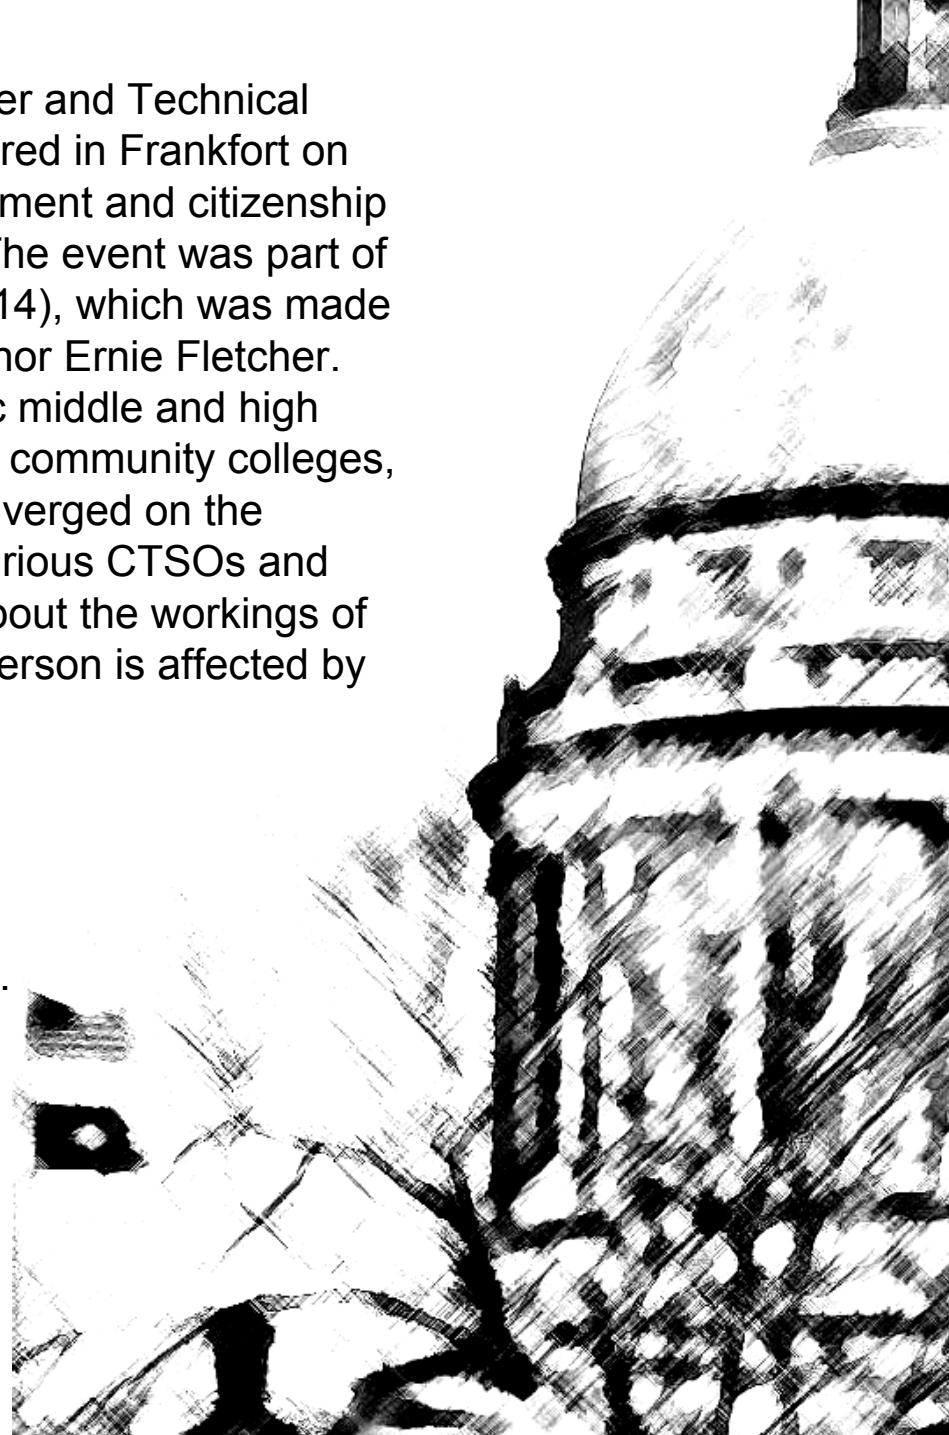 er and Technical
red in Frankfort on
ment and citizenship
The event was part of
14), which was made
nor Ernie Fletcher.
c middle and high
community colleges,
verged on the
rious CTSOs and
bout the workings of
erson is affected by
.